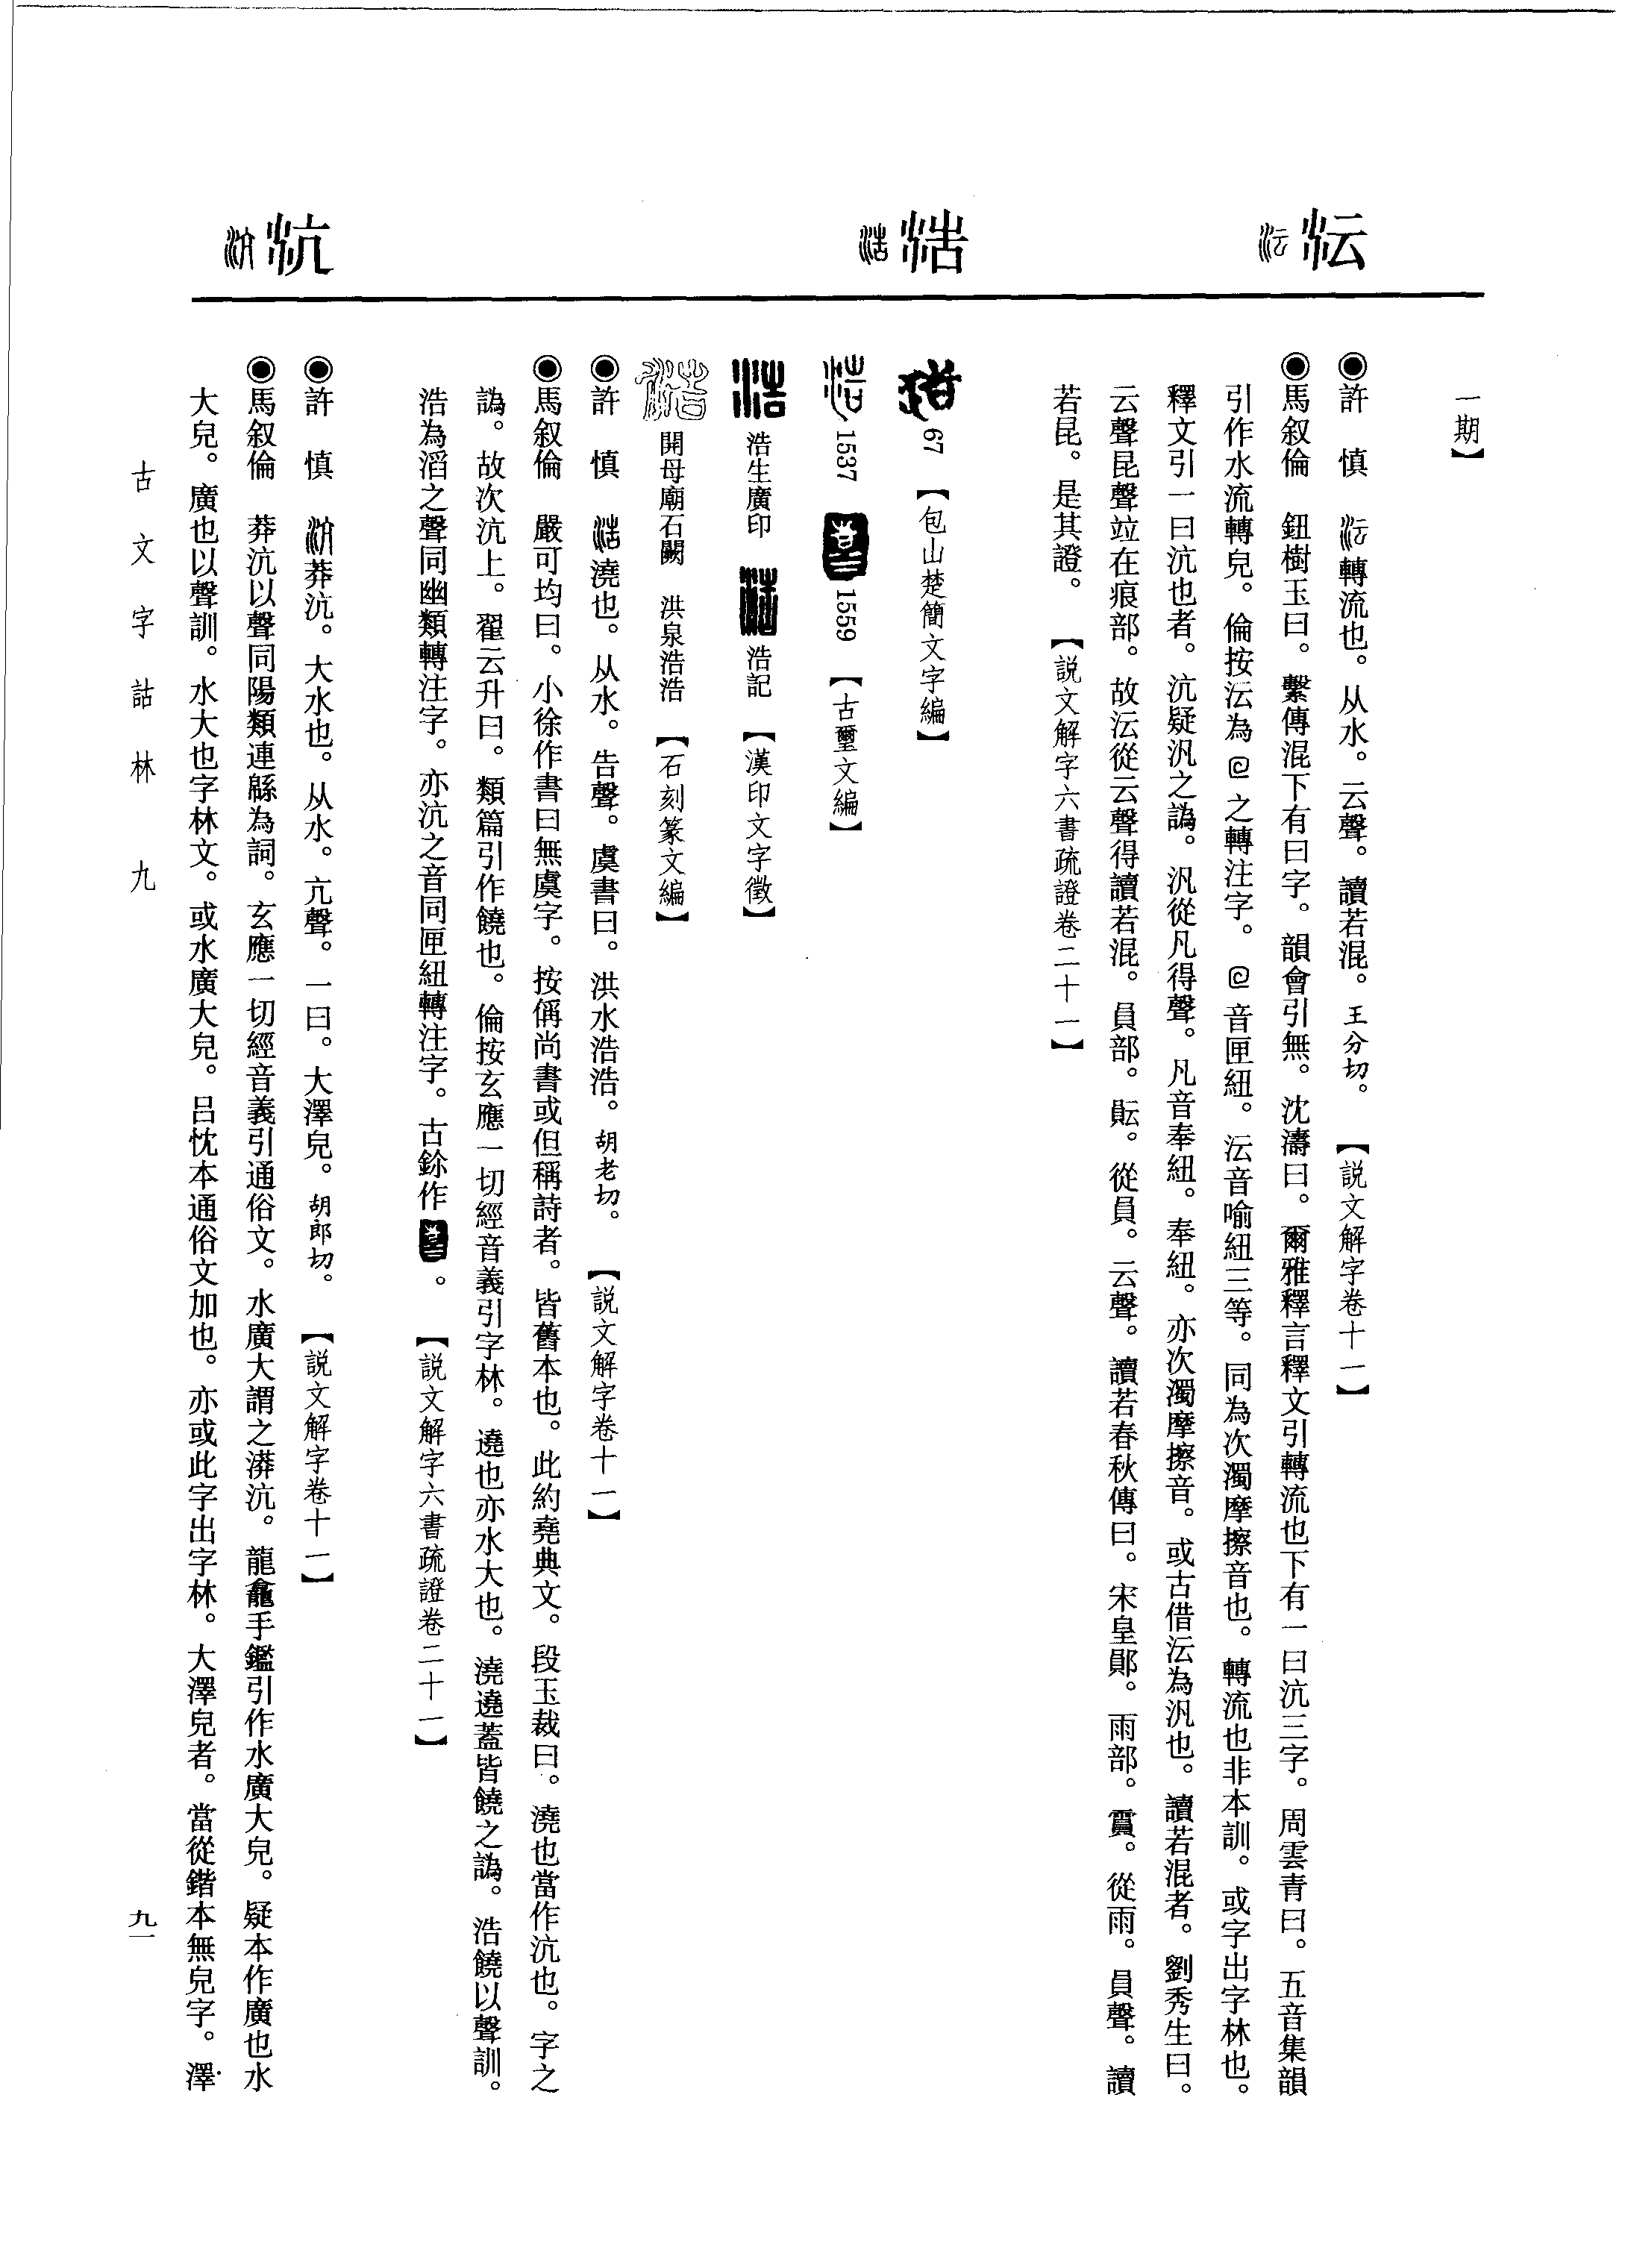 一期】
沄
◉許　慎　轉流也。从水。云聲。讀若混。王分切。【説文解字卷十一】
◉馬叙倫　鈕樹玉曰。繫傳混下有曰字。韻會引無。沈濤曰。爾雅釋言釋文引轉流也下有一曰沆三字。周雲青曰。五音集韻
引作水流轉皃。倫按沄為之轉注字。音匣紐。沄音喻紐三等。同為次濁摩擦音也。轉流也非本訓。或字出字林也。
釋文引一曰沆也者。沆疑汎之譌。汎從凡得聲。凡音奉紐。奉紐。亦次濁摩擦音。或古借沄為汎也。讀若混者。劉秀生曰。
云聲昆聲竝在痕部。故沄從云聲得讀若混。員部。䫟。從員。云聲。讀若春秋傳曰。宋皇鄖。雨部。霣。從雨。員聲。讀
若昆。是其證。【説文解字六書疏證卷二十一】
浩
67【包山楚簡文字編】
1537　1559【古璽文編】
浩生廣印　浩記【漢印文字徵】
開母廟石闕　洪泉浩浩【石刻篆文編】
◉許　慎　澆也。从水。告聲。虞書曰。洪水浩浩。胡老切。【説文解字卷十一】
◉馬叙倫　嚴可均曰。小徐作書曰無虞字。按偁尚書或但稱詩者。皆舊本也。此約堯典文。段玉裁曰。澆也當作沆也。字之
譌。故次沆上。翟云升曰。類篇引作饒也。倫按玄應一切經音義引字林。遶也亦水大也。澆遶蓋皆饒之譌。浩饒以聲訓。
浩為滔之聲同幽類轉注字。亦沆之音同匣紐轉注字。古鉩作。【説文解字六書疏證卷二十一】
沆
◉許　慎　莽沆。大水也。从水。亢聲。一曰。大澤皃。胡郎切。【説文解字卷十一】
◉馬叙倫　莽沆以聲同陽類連緜為詞。玄應一切經音義引通俗文。水廣大謂之漭沆。龍龕手鑑引作水廣大皃。疑本作廣也水
大皃。廣也以聲訓。水大也字林文。或水廣大皃。呂忱本通俗文加也。亦或此字出字林。大澤皃者。當從鍇本無皃字。澤
古文字詁林　九
九一